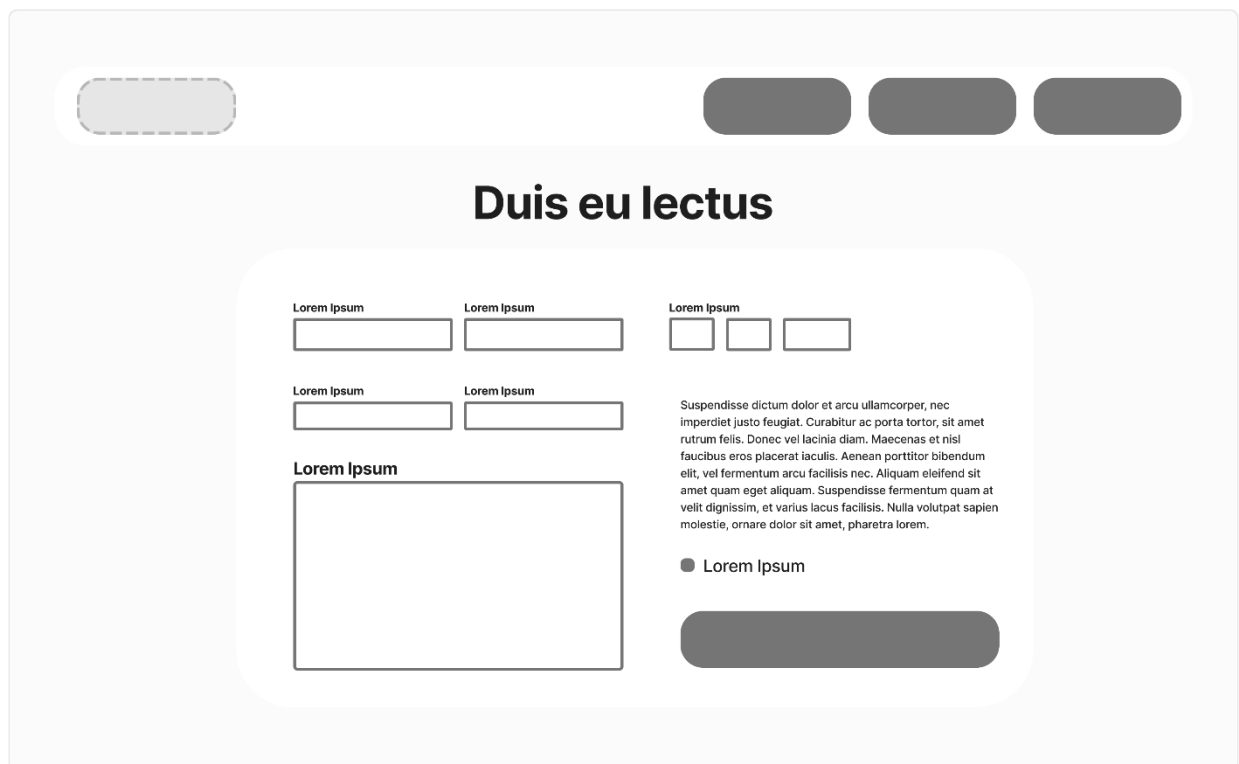 Duis eu lectus
Lorem Ipsum
Lorem Ipsum
Lorem Ipsum
Lorem Ipsum
Lorem Ipsum
Lorem Ipsum
Suspendisse dictum dolor et arcu ullamcorper, nec
imperdiet justo feugiat. Curabitur ac porta tortor, sit amet
rutrum felis. Donec vel lacinia diam. Maecenas et nisl
faucibus eros placerat iaculis. Aenean porttitor bibendum
elit, vel fermentum arcu facilisis nec. Aliquam eleifend sit
amet quam eget aliquam. Suspendisse fermentum quam at
velit dignissim, et varius lacus facilisis. Nulla volutpat sapien
molestie, ornare dolor sit amet, pharetra lorem.
Lorem Ipsum